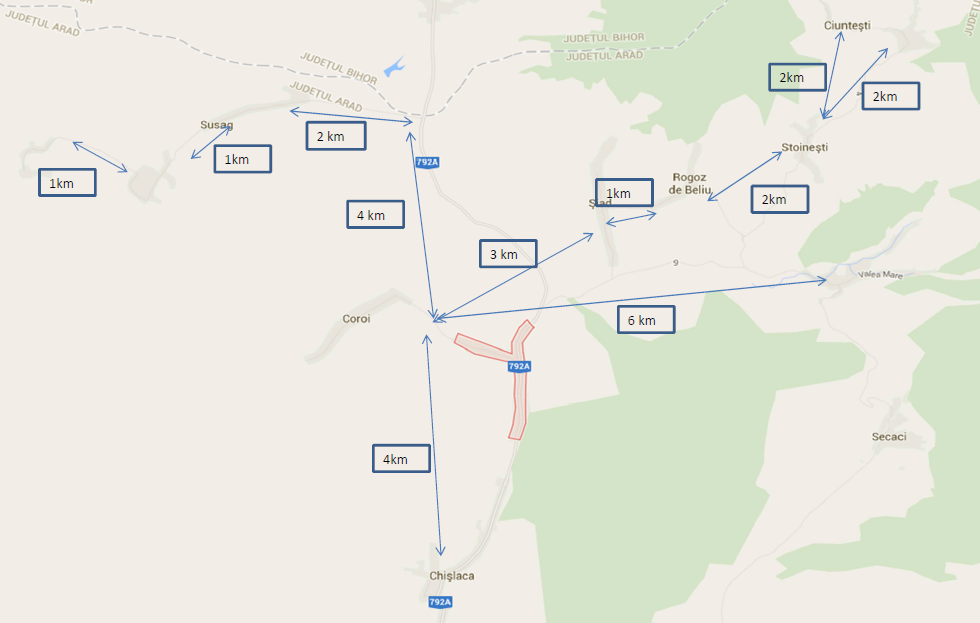 JUDEȚUL ARAD
Ciuntești
JUDEȚUL BIHOR
JUDEȚUL ARAD
JUDEȚUL BIHOR
JUDEȚUL ARAD
2km
2km
Susag
2 km
1km
792A
Stoinești
1km
Rogoz
de Beliu
1km
Șiad
2km
4 km
3 km
9
Valea Mare
Coroi
6 km
792A
Secaci
4km
Chișlaca
792A